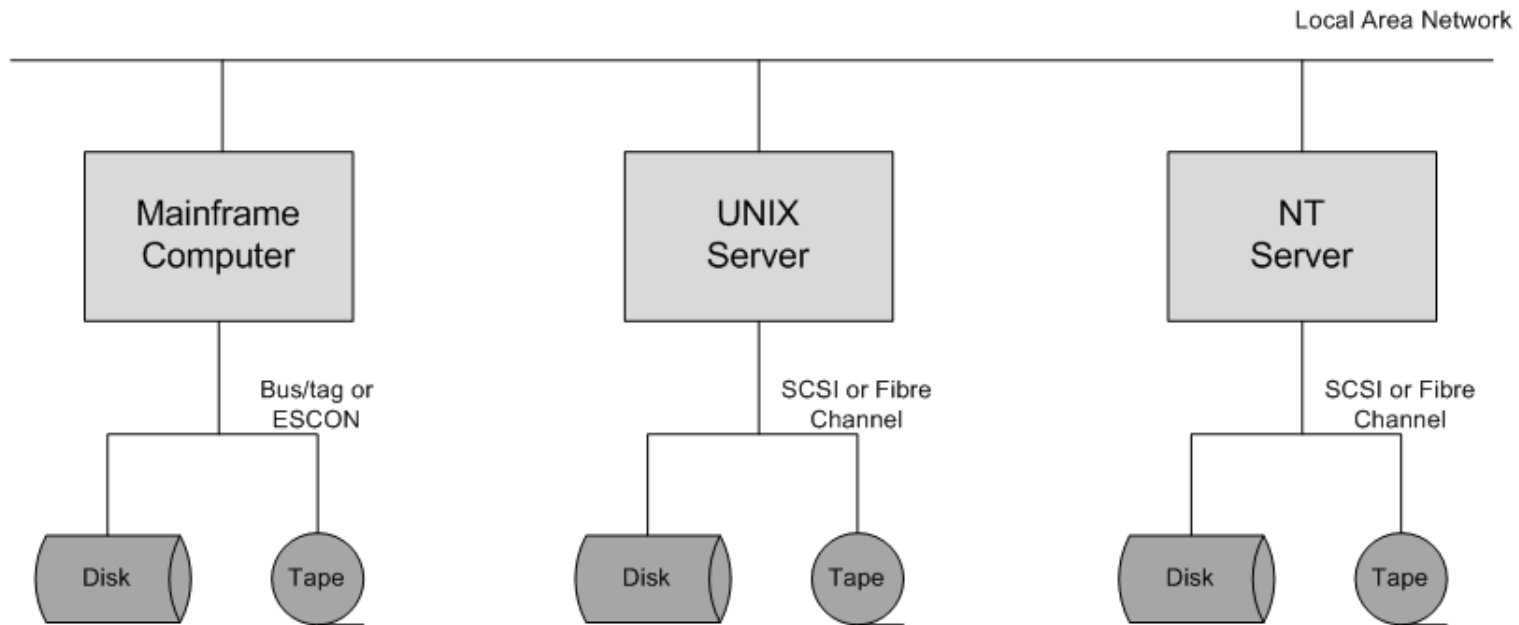 Local Area Network
Mainframe
Computer
UNIX
Server
NT
Server
Bus/tag or
ESCON
SCSI or Fibre
Channel
SCSI or Fibre
Channel
Disk
Tape
Disk
Tape
Disk
Tape